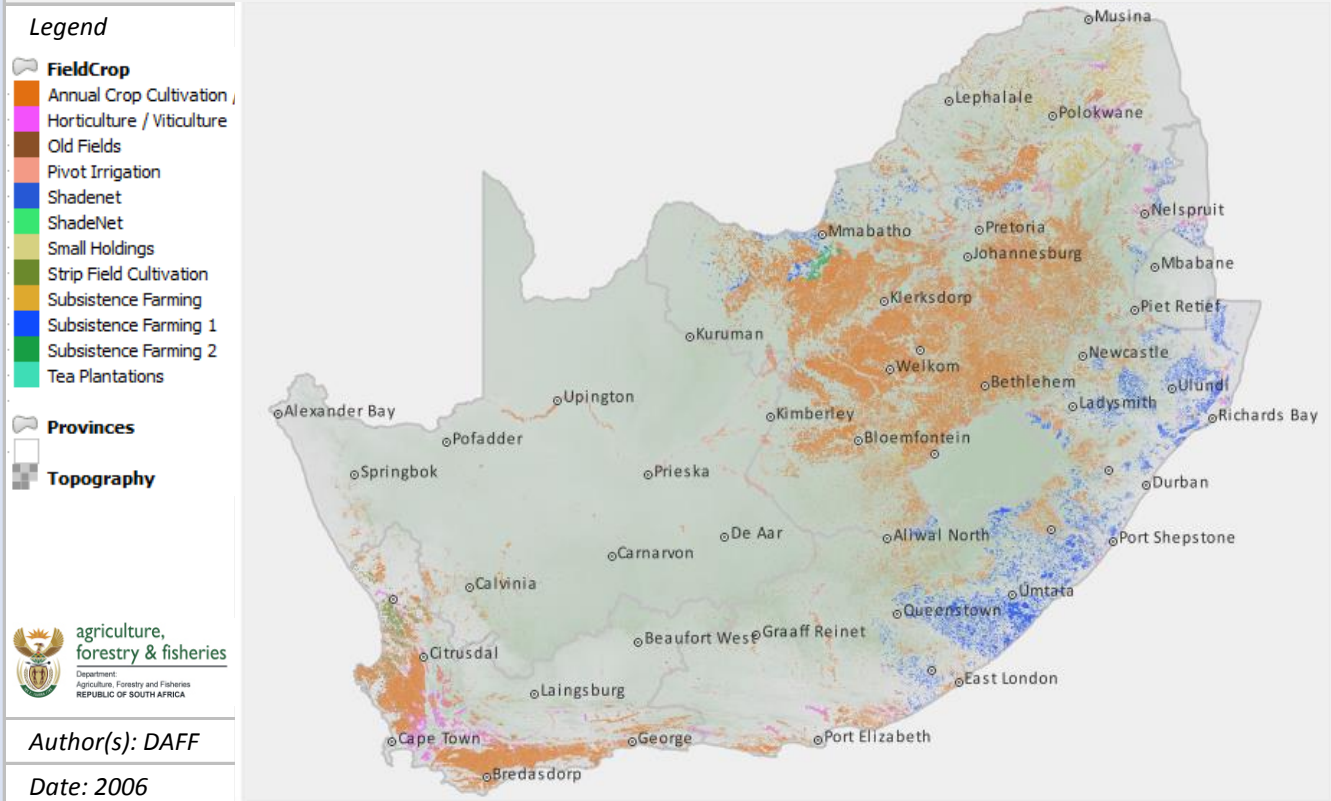 Legend
FieldCrop
Annual Crop Cultivation /
Horticulture / Viticulture
Old Fields
Pivot Irrigation
Shadenet
ShadeNet
Small Holdings
Strip Field Cultivation
Subsistence Farming
Subsistence Farming 1
Subsistence Farming 2
Tea Plantations
Provinces
Topography
agriculture,
forestry & fisheries
Department:
Agriculture, Forestry and Fisheries
REPUBLIC OF SOUTH AFRICA
Author(s): DAFF
Date: 2006
Musina
Lephalale
Polokwane
Nelspruit
Mmabatho
Pretoria
Johannesburg
Mbabane
Klerksdorp
Piet Retief
Kuruman
Newcastle
Welkom
Bethlehem
Ulundi
Upington
Ladysmith
Alexander Bay
Kimberley
Richards Bay
Pofadder
Bloemfontein
Springbok
Prieska
Durban
De Aar
Aliwal North
Port Shepstone
Carnarvon
Calvinia
Umtata
Queenstown
Beaufort West
Graaff Reinet
Citrusdal
East London
Laingsburg
Cape Town
George
Port Elizabeth
Bredasdorp